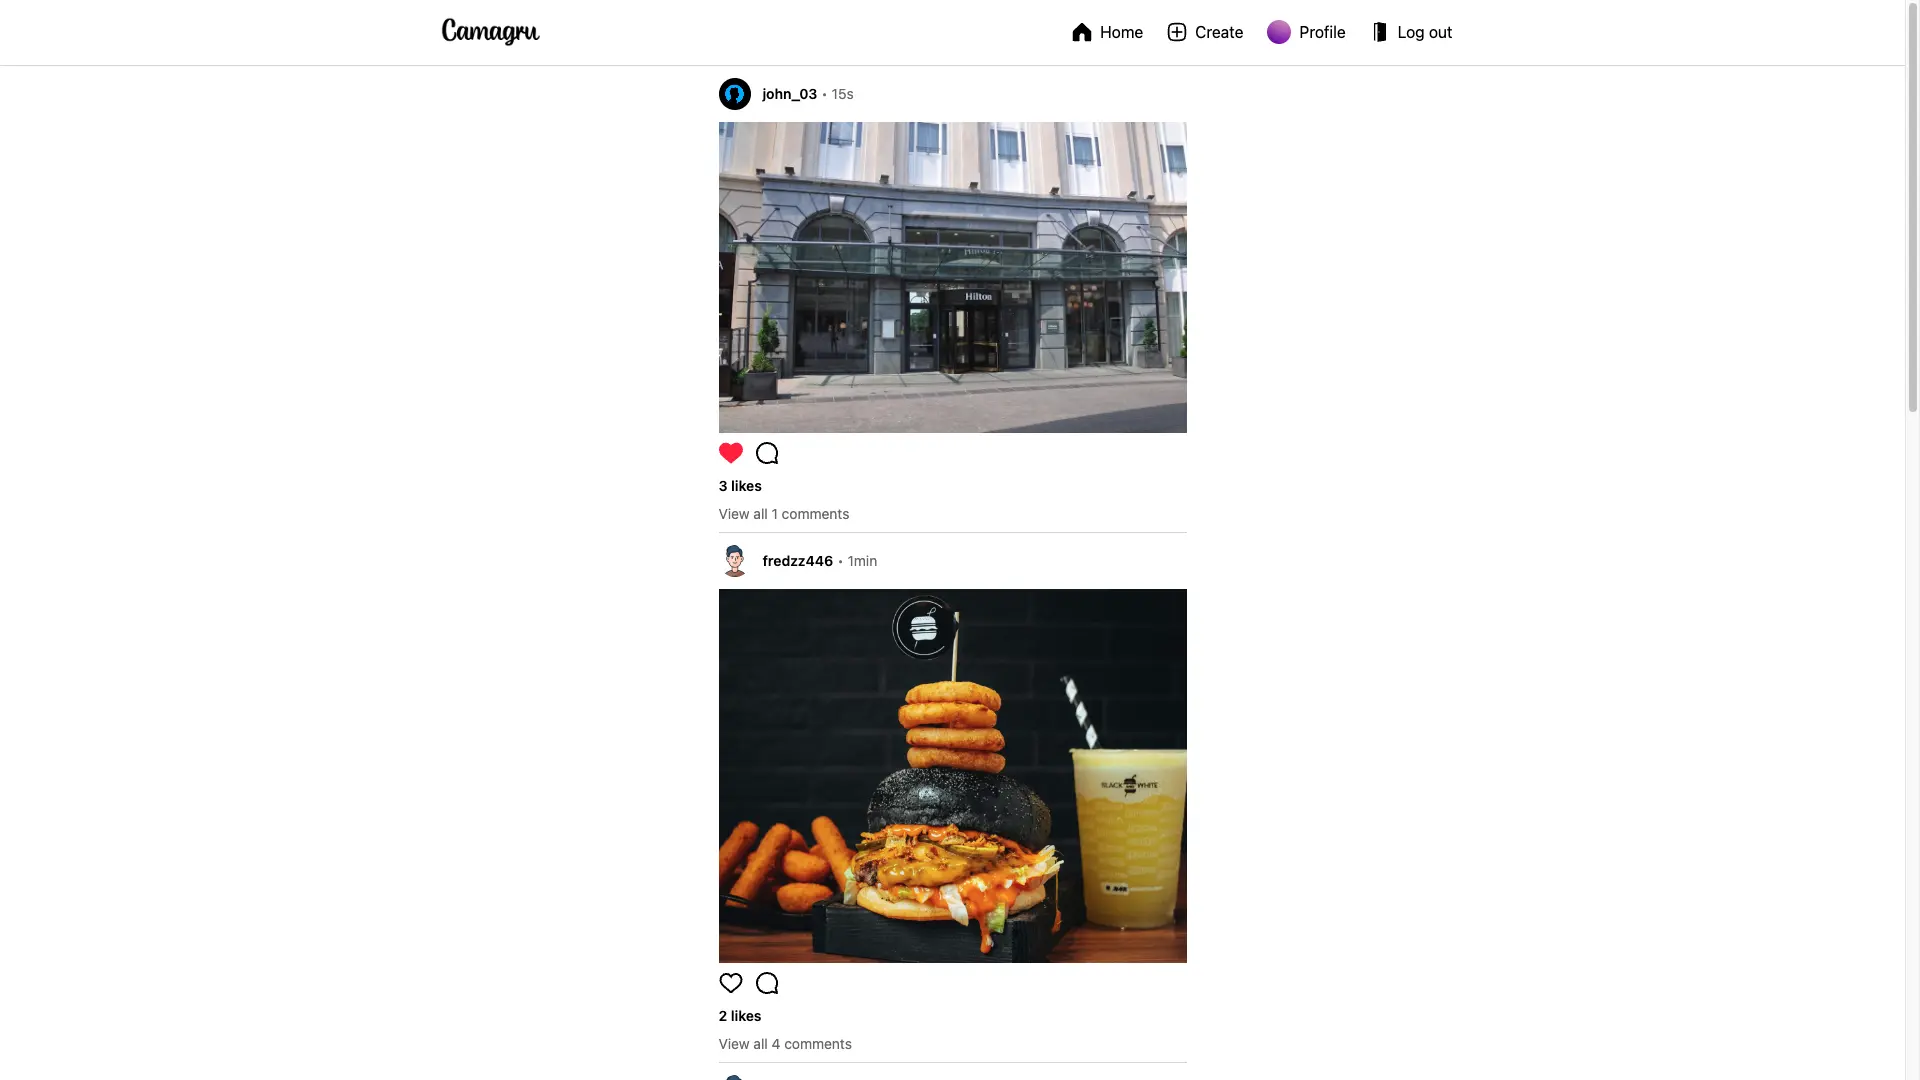 Camagru
Home
Create
Profile
Log out
john_03 • 15s
Hilton
Hilton
3 likes
View all 1 comments
fredzz446 • 1min
BLACK WHITE
2 likes
View all 4 comments